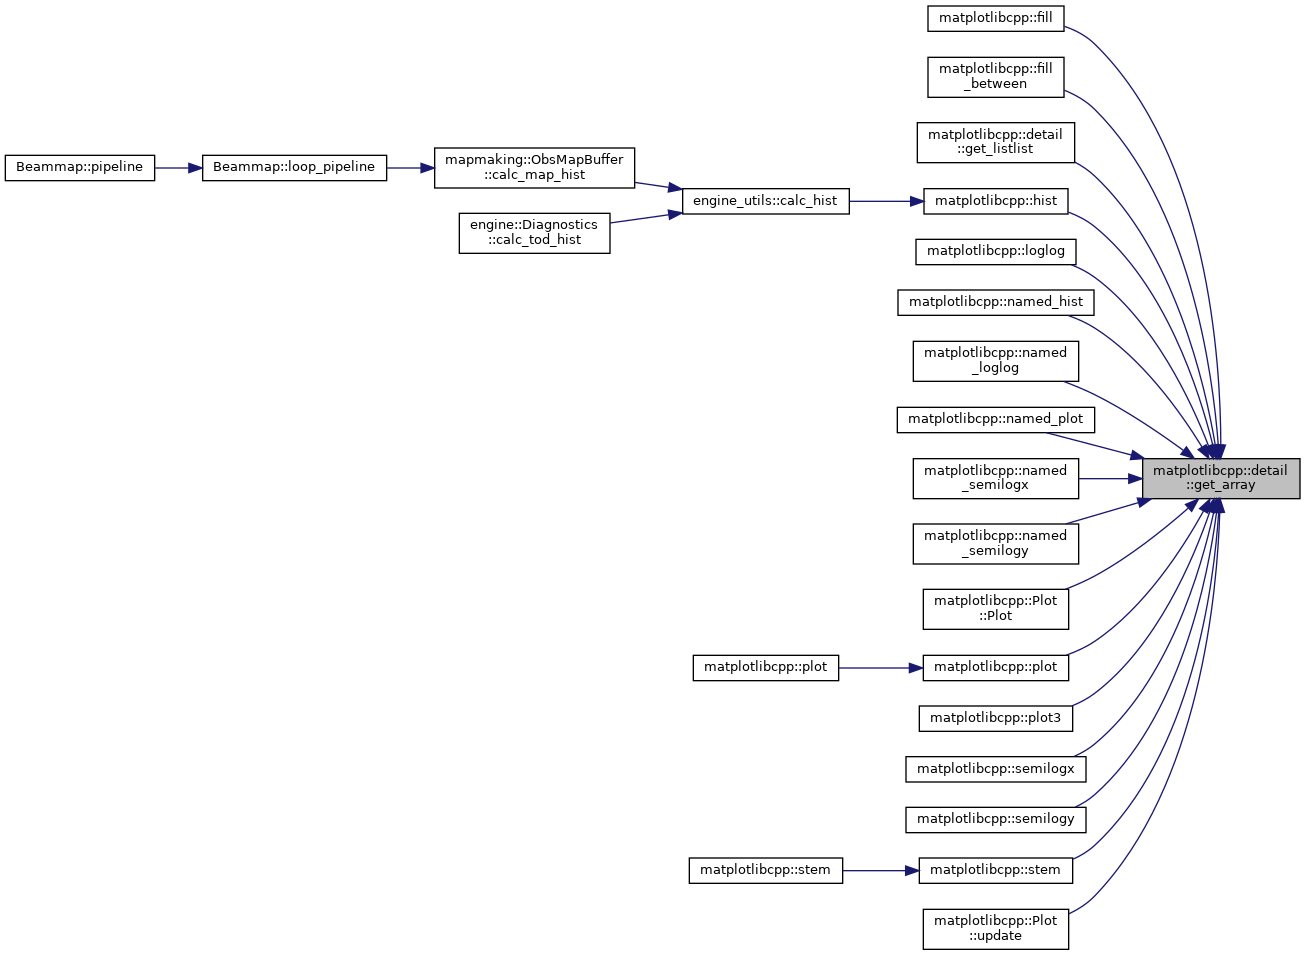 matplotlibcpp::fill
matplotlibcpp::fill
_between
matplotlibcpp::detail
::get_listlist
Beammap::pipeline
Beammap::loop_pipeline
mapmaking::ObsMapBuffer
::calc_map_hist
engine::Diagnostics
::calc_tod_hist
engine_utils::calc_hist
matplotlibcpp::hist
matplotlibcpp::loglog
matplotlibcpp::named_hist
matplotlibcpp::named
_loglog
matplotlibcpp::named_plot
matplotlibcpp::named
_semilogx
matplotlibcpp::detail
::get_array
matplotlibcpp::named
_semilogy
matplotlibcpp::Plot
::Plot
matplotlibcpp::plot
matplotlibcpp::plot
matplotlibcpp::plot3
matplotlibcpp::semilogx
matplotlibcpp::semilogy
matplotlibcpp::stem
matplotlibcpp::stem
matplotlibcpp::Plot
::update